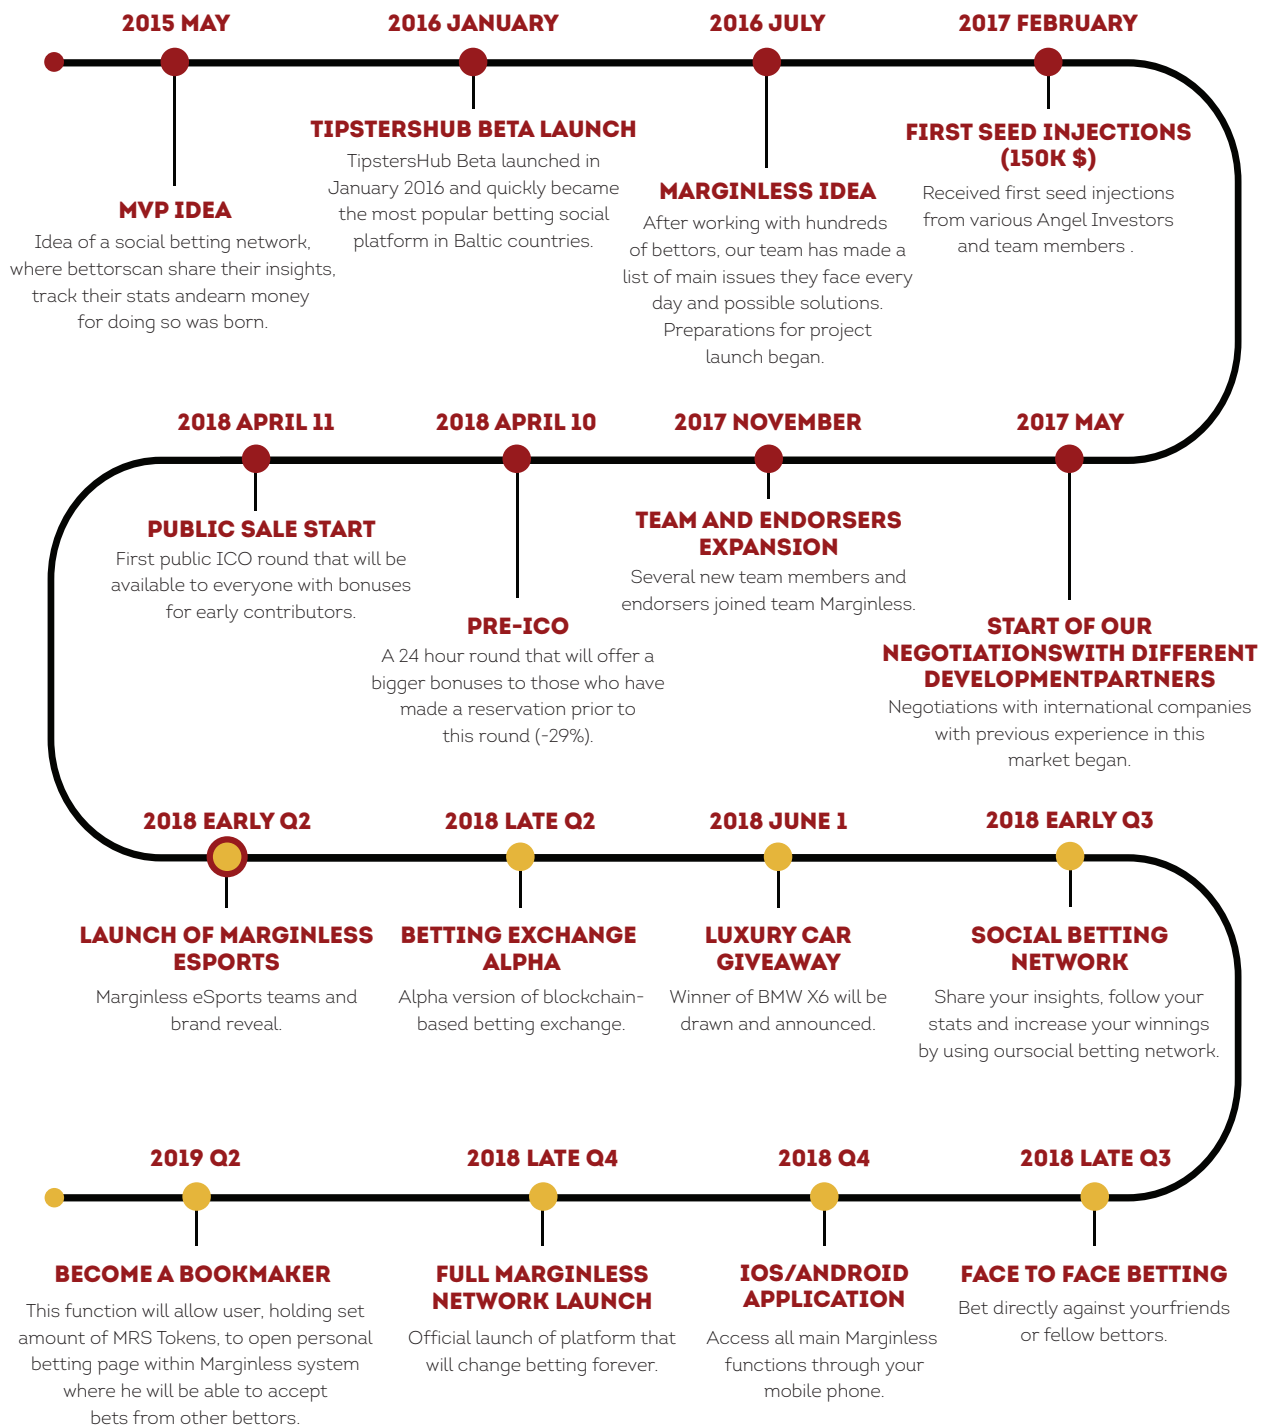 2015 MAY
MVP IDEA
Idea of a social betting network,
where bettorscan share their insights,
track their stats andearn money
for doing so was born.
2016 JANUARY
TIPSTERSHUB BETA LAUNCH
TipstersHub Beta launched in
January 2016 and quickly became
the most popular betting social
platform in Baltic countries.
2016 JULY
MARGINLESS IDEA
After working with hundreds
of bettors, our team has made a
list of main issues they face every
day and possible solutions.
Preparations for project
launch began.
2017 FEBRUARY
FIRST SEED INJECTIONS
(150K $)
Received first seed injections
from various Angel Investors
and team members .
2017 MAY
START OF OUR
NEGOTIATIONSWITH DIFFERENT
DEVELOPMENTPARTNERS
Negotiations with international companies
with previous experience in this
market began.
2017 NOVEMBER
TEAM AND ENDORSERS
EXPANSION
Several new team members and
endorsers joined team Marginless.
2018 APRIL 10
PRE-ICO
A 24 hour round that will offer a
bigger bonuses to those who have
made a reservation prior to
this round (-29%).
2018 APRIL 11
PUBLIC SALE START
First public ICO round that will be
available to everyone with bonuses
for early contributors.
2018 EARLY Q2
LAUNCH OF MARGINLESS
ESPORTS
Marginless eSports teams and
brand reveal.
2018 LATE Q2
BETTING EXCHANGE
ALPHA
Alpha version of blockchain-
based betting exchange.
2018 JUNE 1
LUXURY CAR
GIVEAWAY
Winner of BMW X6 will be
drawn and announced.
2018 EARLY Q3
SOCIAL BETTING
NETWORK
Share your insights, follow your
stats and increase your winnings
by using oursocial betting network.
2018 LATE Q3
FACE TO FACE BETTING
Bet directly against yourfriends
or fellow bettors.
2018 Q4
IOS/ANDROID
APPLICATION
Access all main Marginless
functions through your
mobile phone.
2018 LATE Q4
FULL MARGINLESS
NETWORK LAUNCH
Official launch of platform that
will change betting forever.
2019 Q2
BECOME A BOOKMAKER
This function will allow user, holding set
amount of MRS Tokens, to open personal
betting page within Marginless system
where he will be able to accept
bets from other bettors.